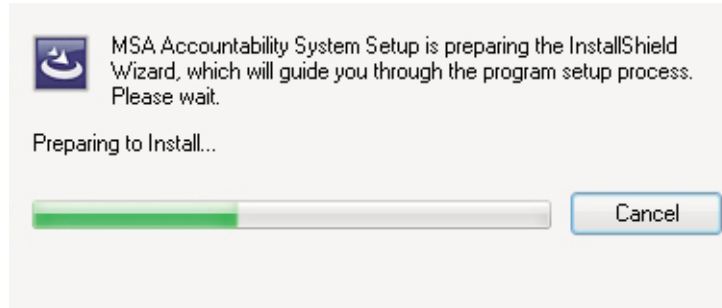 MSA Accountability System Setup is preparing the InstallShield
Wizard, which will guide you through the program setup process.
Please wait.
Preparing to Install...
Cancel